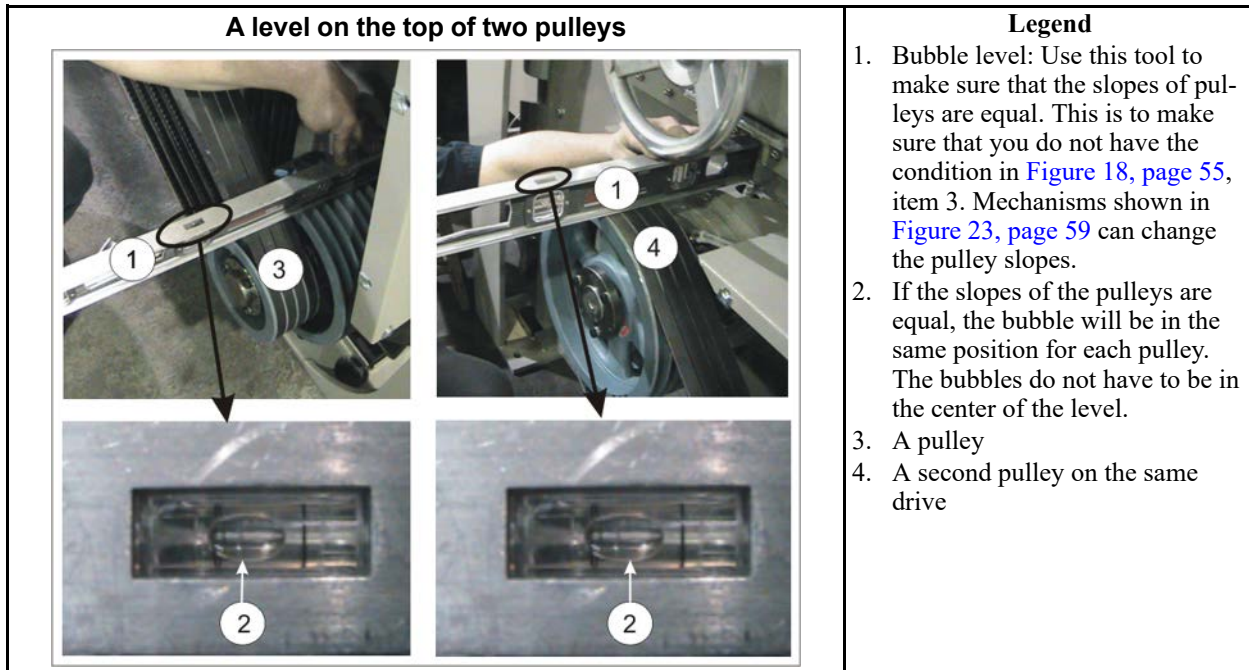 A level on the top of two pulleys
1
3
1
4
2
2
Legend
1. Bubble level: Use this tool to
make sure that the slopes of pul-
leys are equal. This is to make
sure that you do not have the
condition in Figure 18, page 55,
item 3. Mechanisms shown in
Figure 23, page 59 can change
the pulley slopes.
2. If the slopes of the pulleys are
equal, the bubble will be in the
same position for each pulley.
The bubbles do not have to be in
the center of the level.
3. A pulley
4. A second pulley on the same
drive